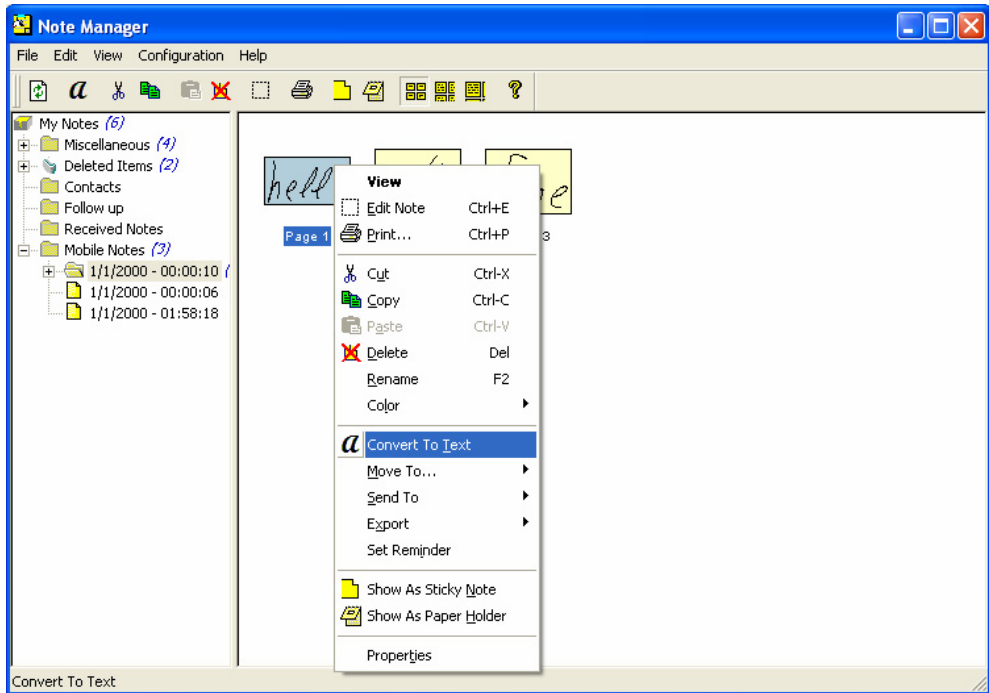 Note Manager
File Edit View Configuration Help
My Notes (6)
Miscellaneous (4)
Deleted Items (2)
Contacts
Follow up
Received Notes
Mobile Notes (3)
1/1/2000 - 00:00:10 (
1/1/2000 - 00:00:06
1/1/2000 - 01:58:18
hell
Page 1
3
View
Edit Note Ctrl+E
Print... Ctrl+P
Cut Ctrl-X
Copy Ctrl-C
Paste Ctrl-V
Delete Del
Rename F2
Color
Convert To Text
Move To...
Send To
Export
Set Reminder
Show As Sticky Note
Show As Paper Holder
Properties
Convert To Text